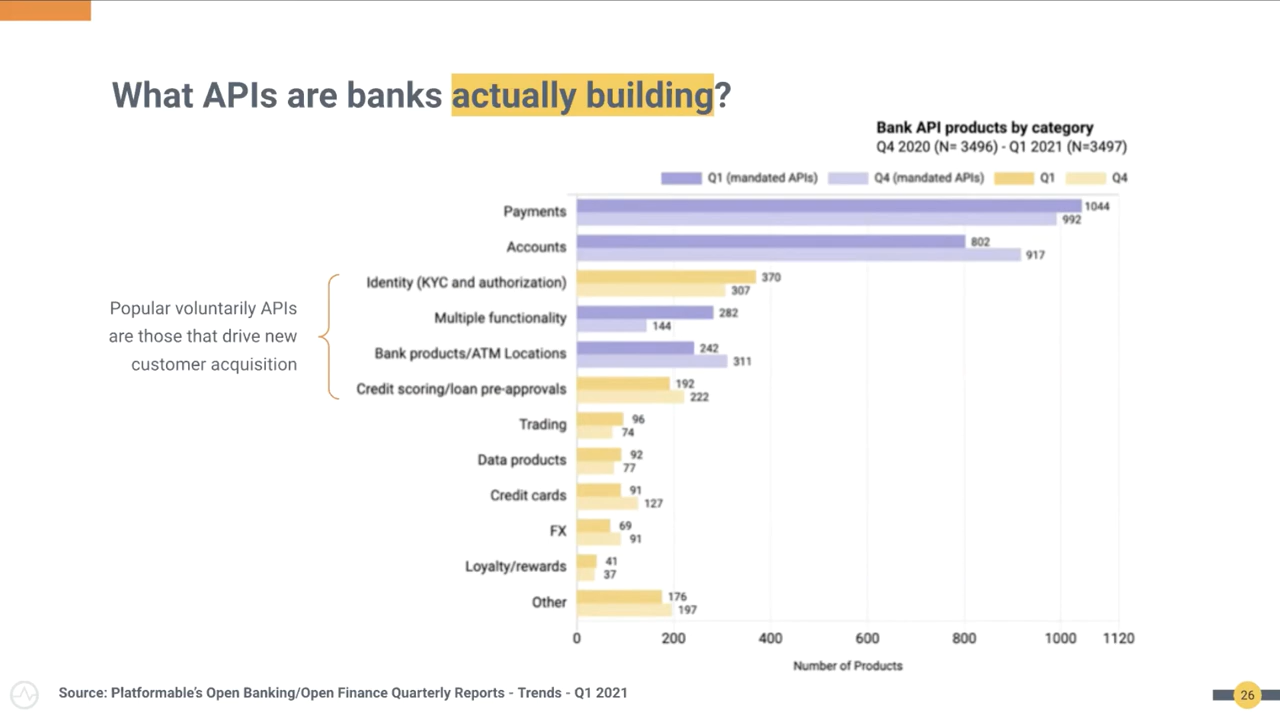 What APIs are banks actually building?
Bank API products by category
Q4 2020 (N= 3496) - Q1 2021 (N=3497)
Q1 (mandated APIs) Q4 (mandated APIs) Q1 Q4
Payments 1044
992
Accounts 802
917
Identity (KYC and authorization) 370
307
Multiple functionality 282
144
Bank products/ATM Locations 242
311
Credit scoring/loan pre-approvals 192
222
Trading 96
74
Data products 92
77
Credit cards 91
127
FX 69
91
Loyalty/rewards 41
37
Other 176
197
Popular voluntarily APIs
are those that drive new
customer acquisition
0 200 400 600 800 1000 1120
Number of Products
Source: Platformable's Open Banking/Open Finance Quarterly Reports - Trends - Q1 2021
26